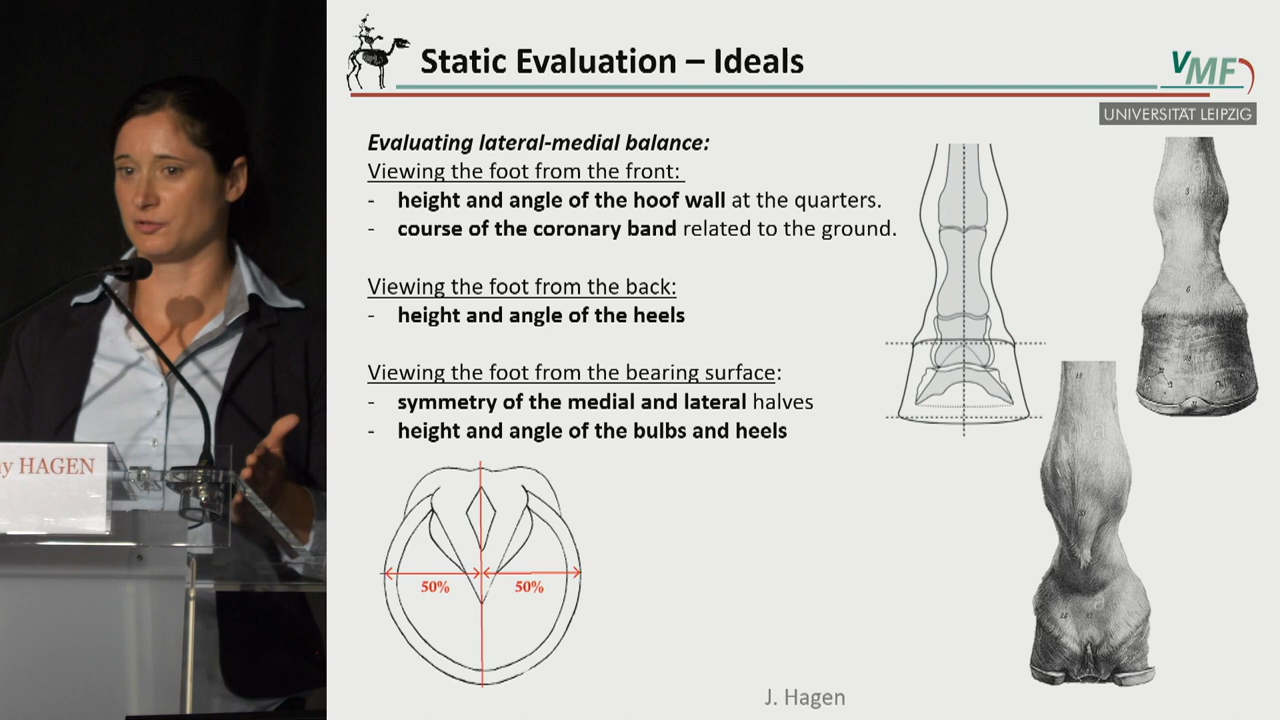 Static Evaluation – Ideals
VMF
UNIVERSITÄT LEIPZIG
Evaluating lateral-medial balance:
Viewing the foot from the front:
- height and angle of the hoof wall at the quarters.
- course of the coronary band related to the ground.
Viewing the foot from the back:
- height and angle of the heels
Viewing the foot from the bearing surface:
- symmetry of the medial and lateral halves
- height and angle of the bulbs and heels
50% 50%
HAGEN
J. Hagen